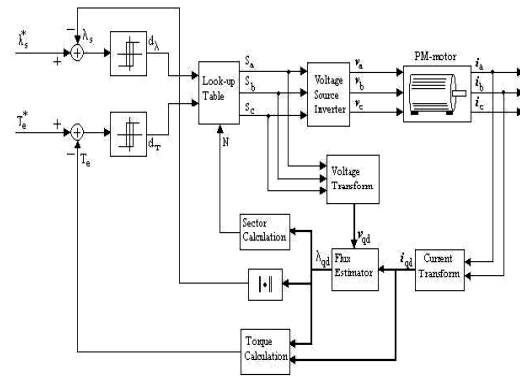 λs*
−
λs
+
dλ
Te*
+
−
Te
dT
Look-up
Table
Sa
Sb
Sc
N
Voltage
Source
Inverter
va
vb
vc
PM-motor
ia
ib
ic
Voltage
Transform
vqd
Sector
Calculation
λqd
Flux
Estimator
iqd
Current
Transform
|•|
Torque
Calculation